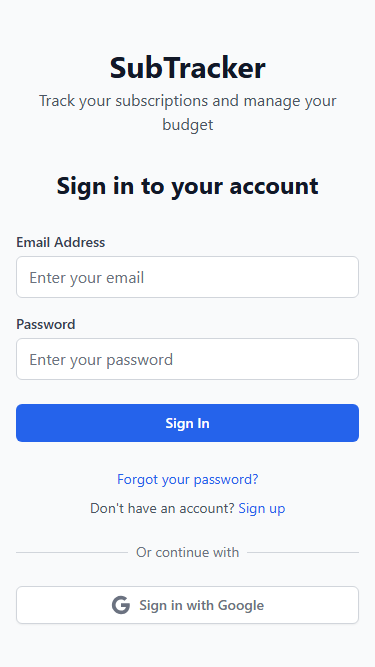 SubTracker
Track your subscriptions and manage your
budget
Sign in to your account
Email Address
Enter your email
Password
Enter your password
Sign In
Forgot your password?
Don't have an account? Sign up
Or continue with
Sign in with Google